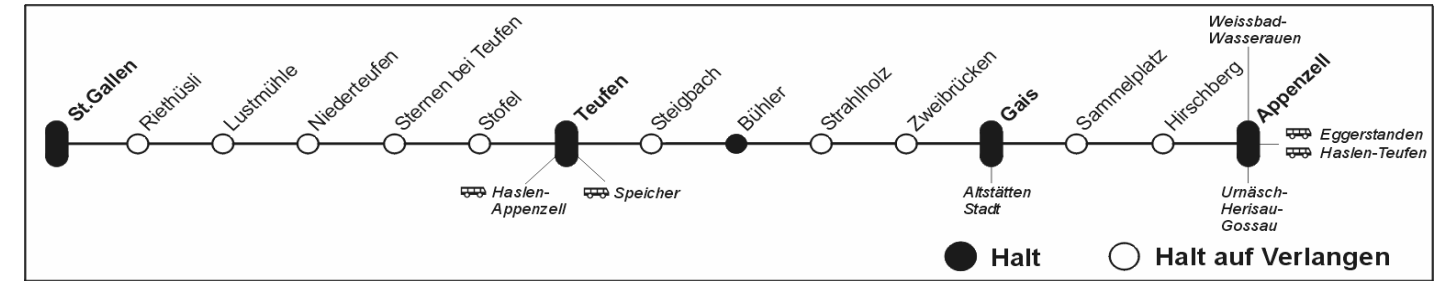 St.Gallen
Riethüsli
Lustmühle
Niederteufen
Sternen bei Teufen
Stofel
Teufen
Steigbach
Bühler
Strahlholz
Zweibrücken
Gais
Sammelplatz
Hirschberg
Appenzell
Weissbad-
Wasserauen
Eggerstanden
Haslen-Teufen
Haslen-
Appenzell
Speicher
Altstätten
Stadt
Urnäsch-
Herisau-
Gossau
Halt
Halt auf Verlangen